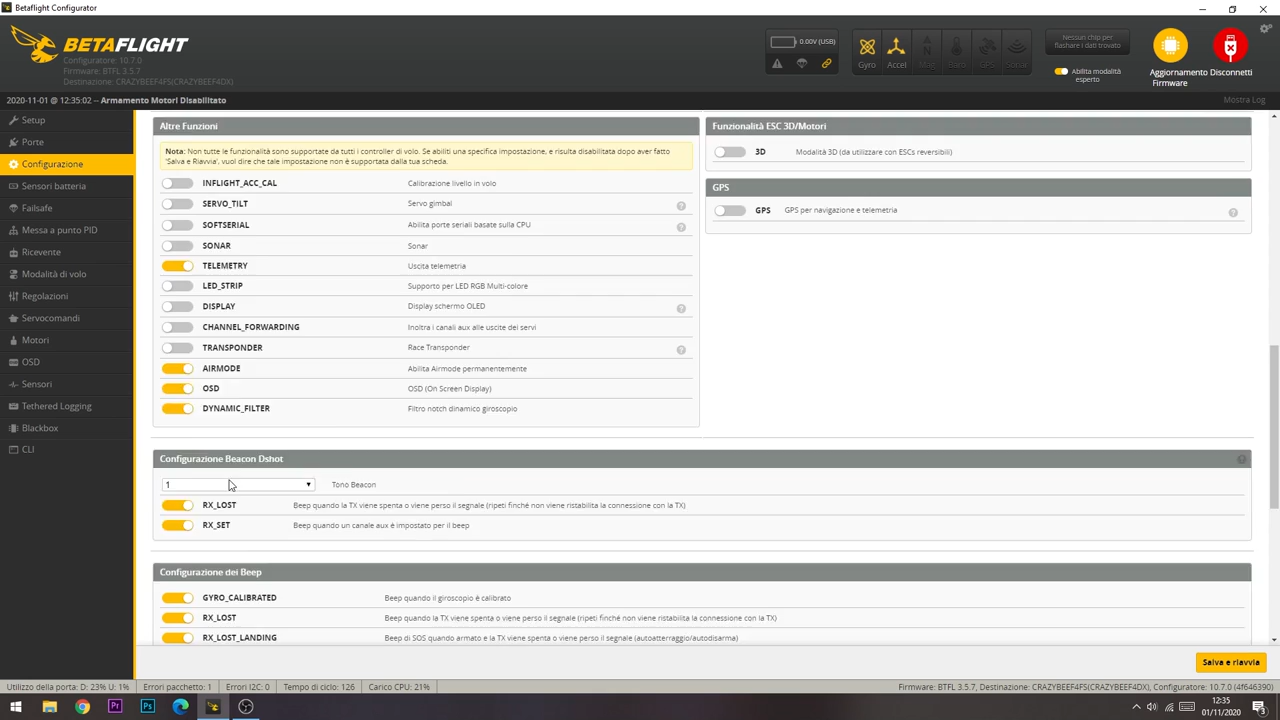 Betaflight Configurator
BETAFLIGHT
Configuratore: 10.7.0
Firmware: BTFL 3.5.7
Destinazione: CRAZYBEEF4FS(CRAZYBEEF4DX)
0.00V (USB)
Gyro
Accel
Mag
Baro
GPS
Sonar
Nessun chip per
flashare i dati trovato
Abilita modalità
esperto
Aggiornamento
Firmware
Disconnetti
2020-11-01 @ 12:35:02 -- Armamento Motori Disabilitato
Mostra Log
Setup
Porte
Configurazione
Sensori batteria
Failsafe
Messa a punto PID
Ricevente
Modalità di volo
Regolazioni
Servocomandi
Motori
OSD
Sensori
Tethered Logging
Blackbox
CLI
Altre Funzioni
Nota: Non tutte le funzionalità sono supportate da tutti i controller di volo. Se abiliti una specifica impostazione, e risulta disabilitata dopo aver fatto
'Salva e Riavvia', vuol dire che tale impostazione non è supportata dalla tua scheda.
INFLIGHT_ACC_CAL Calibrazione livello in volo
SERVO_TILT Servo gimbal
SOFTSERIAL Abilita porte seriali basate sulla CPU
SONAR Sonar
TELEMETRY Uscita telemetria
LED_STRIP Supporto per LED RGB Multi-colore
DISPLAY Display schermo OLED
CHANNEL_FORWARDING Inoltra i canali aux alle uscite dei servi
TRANSPONDER Race Transponder
AIRMODE Abilita Airmode permanentemente
OSD OSD (On Screen Display)
DYNAMIC_FILTER Filtro notch dinamico giroscopio
Funzionalità ESC 3D/Motori
3D Modalità 3D (da utilizzare con ESCs reversibili)
GPS
GPS GPS per navigazione e telemetria
Configurazione Beacon Dshot
1 Tono Beacon
RX_LOST Beep quando la TX viene spenta o viene perso il segnale (ripeti finché non viene ristabilita la connessione con la TX)
RX_SET Beep quando un canale aux è impostato per il beep
Configurazione dei Beep
GYRO_CALIBRATED Beep quando il giroscopio è calibrato
RX_LOST Beep quando la TX viene spenta o viene perso il segnale (ripeti finché non viene ristabilita la connessione con la TX)
RX_LOST_LANDING Beep di SOS quando armato e la TX viene spenta o viene perso il segnale (autoatterraggio/autodisarma)
Salva e riavvia
Utilizzo della porta: D: 23% U: 1% Errori pacchetto: 1 Errori I2C: 0 Tempo di ciclo: 126 Carico CPU: 21% Firmware: BTFL 3.5.7, Destinazione: CRAZYBEEF4FS(CRAZYBEEF4DX), Configuratore: 10.7.0 (4f646390)
Pr
Ps
12:35
01/11/2020
3